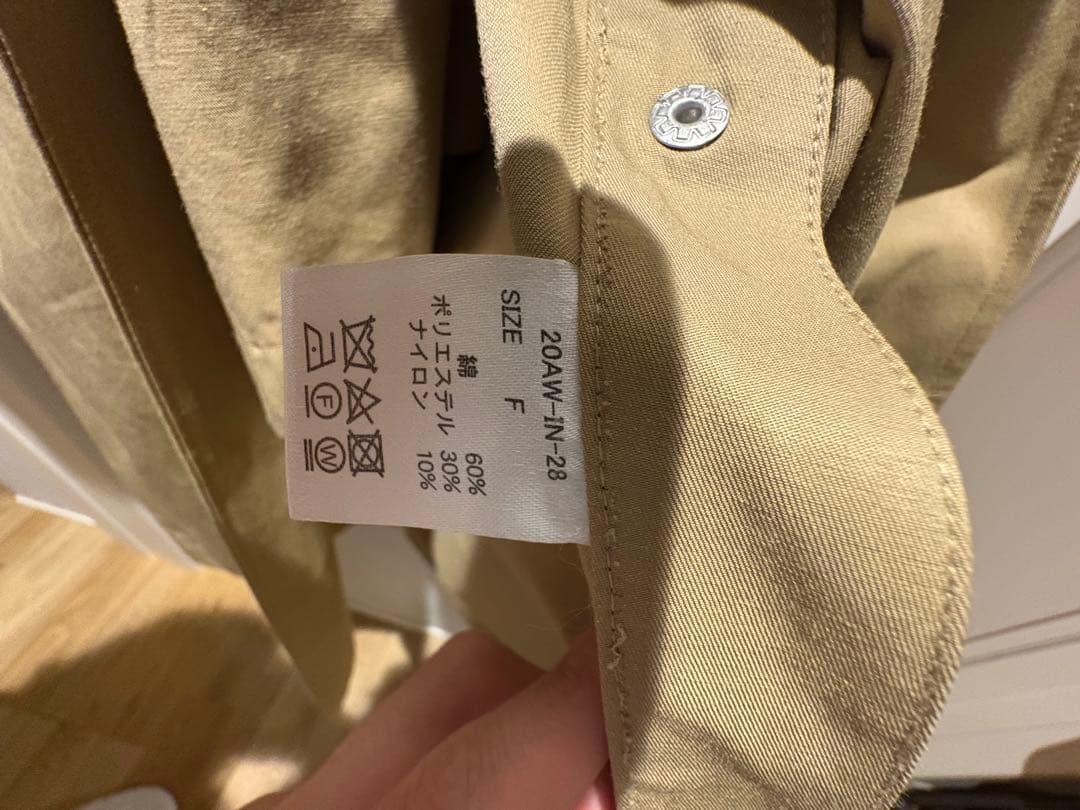 20AW-IN-28
SIZE F
綿 60%
ポリエステル 30%
ナイロン 10%
F
W